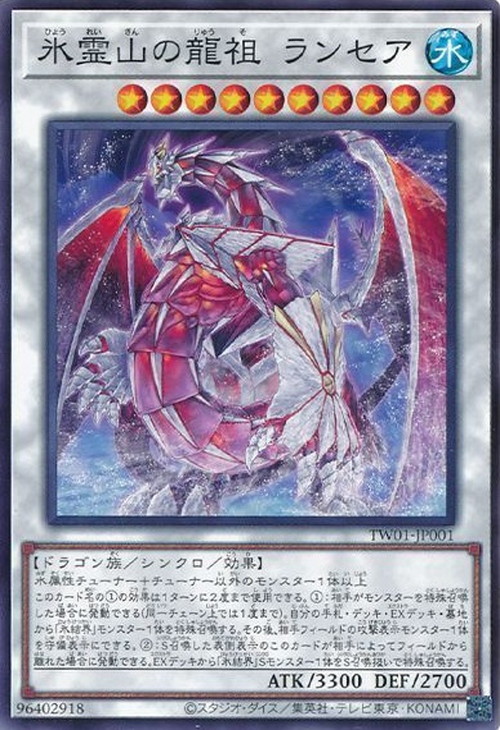 氷霊山の龍祖 ランセア
水
TW01-JP001
【ドラゴン族／シンクロ／効果】
水属性チューナー＋チューナー以外のモンスター1体以上
このカード名の①の効果は1ターンに2度まで使用できる。①：相手がモンスターを特殊召喚
した場合に発動できる(同一チェーン上では1度まで)。自分の手札・デッキ・EXデッキ・墓地
から「氷結界」モンスター1体を特殊召喚する。その後、相手フィールドの攻撃表示モンスター
1体を守備表示にできる。②：S召喚した表側表示のこのカードが相手によってフィールドから
離れた場合に発動できる。EXデッキから「氷結界」Sモンスター1体をS召喚扱いで特殊召喚する。
ATK/3300 DEF/2700
96402918
©スタジオ・ダイス／集英社・テレビ東京・KONAMI